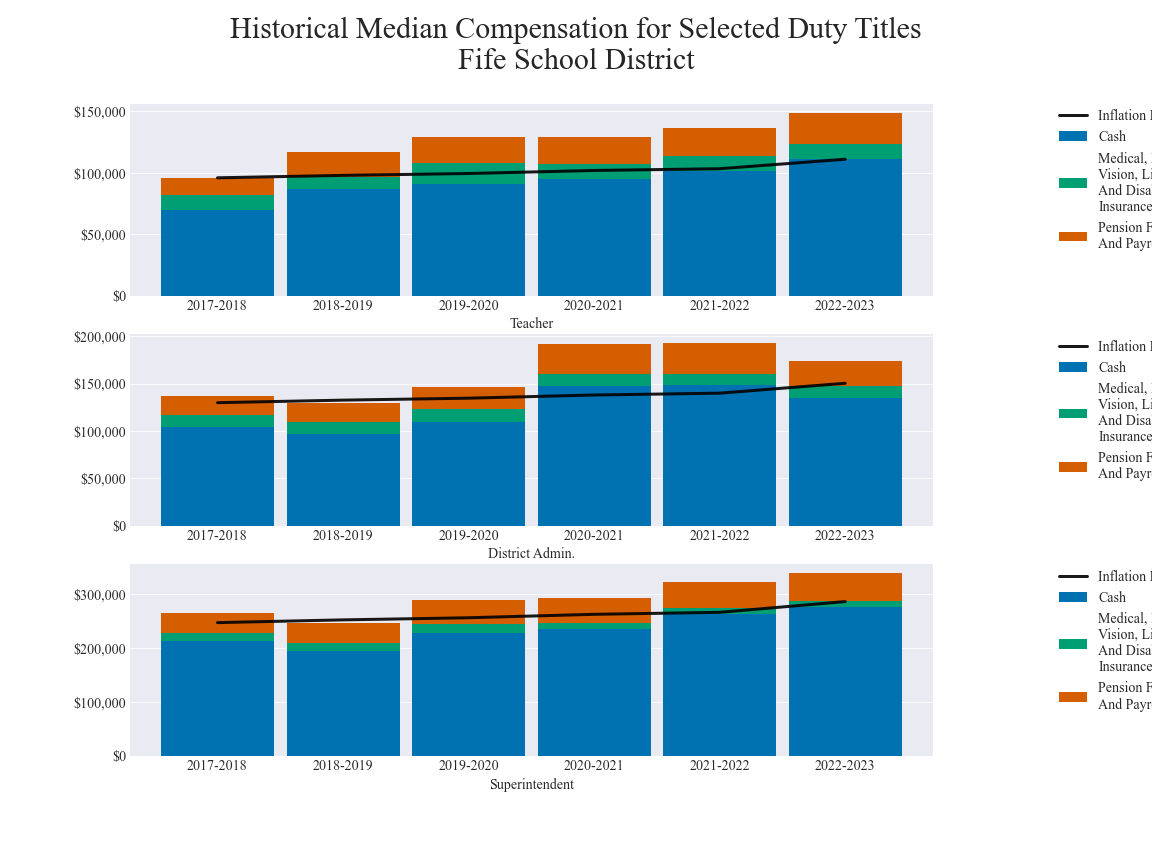 Historical Median Compensation for Selected Duty Titles
Fife School District
$150,000
$100,000
$50,000
$0
2017-2018 2018-2019 2019-2020 2020-2021 2021-2022 2022-2023
Teacher
Inflation
Cash
Medical,
Vision,
And
Insurance
Pension
And
$200,000
$150,000
$100,000
$50,000
$0
2017-2018 2018-2019 2019-2020 2020-2021 2021-2022 2022-2023
District Admin.
Inflation
Cash
Medical,
Vision,
And
Insurance
Pension
And
$300,000
$200,000
$100,000
$0
2017-2018 2018-2019 2019-2020 2020-2021 2021-2022 2022-2023
Superintendent
Inflation
Cash
Medical,
Vision,
And
Insurance
Pension
And